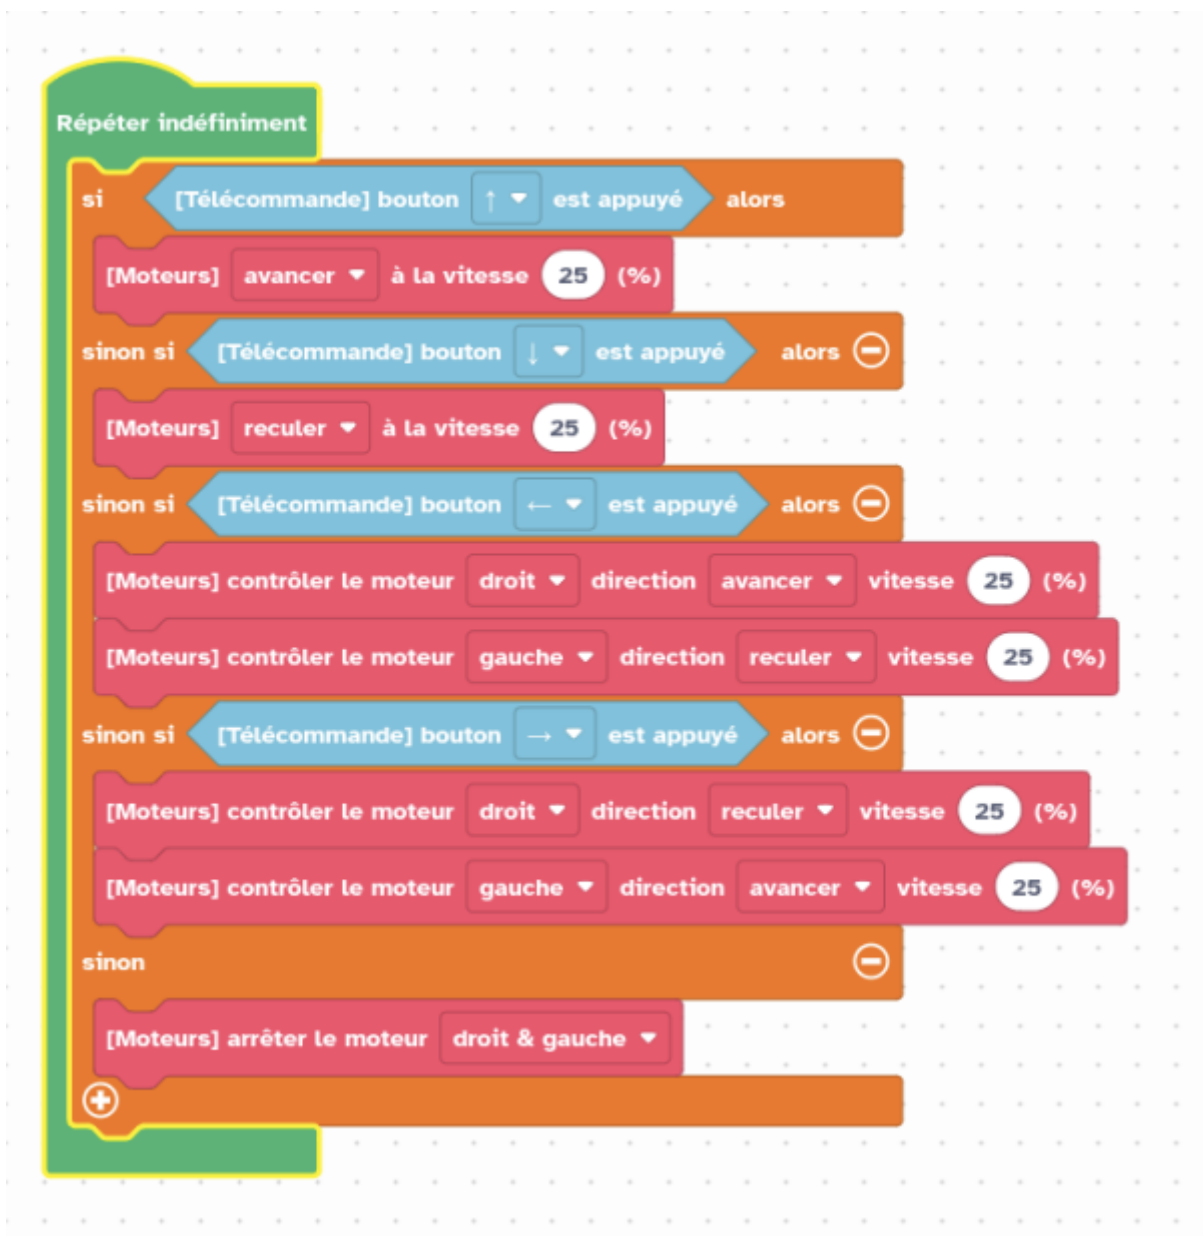 Répéter indéfiniment
si [Télécommande] bouton ↑ est appuyé alors
[Moteurs] avancer à la vitesse 25 (%)
sinon si [Télécommande] bouton ↓ est appuyé alors
[Moteurs] reculer à la vitesse 25 (%)
sinon si [Télécommande] bouton ← est appuyé alors
[Moteurs] contrôler le moteur droit direction avancer vitesse 25 (%)
[Moteurs] contrôler le moteur gauche direction reculer vitesse 25 (%)
sinon si [Télécommande] bouton → est appuyé alors
[Moteurs] contrôler le moteur droit direction reculer vitesse 25 (%)
[Moteurs] contrôler le moteur gauche direction avancer vitesse 25 (%)
sinon
[Moteurs] arrêter le moteur droit & gauche